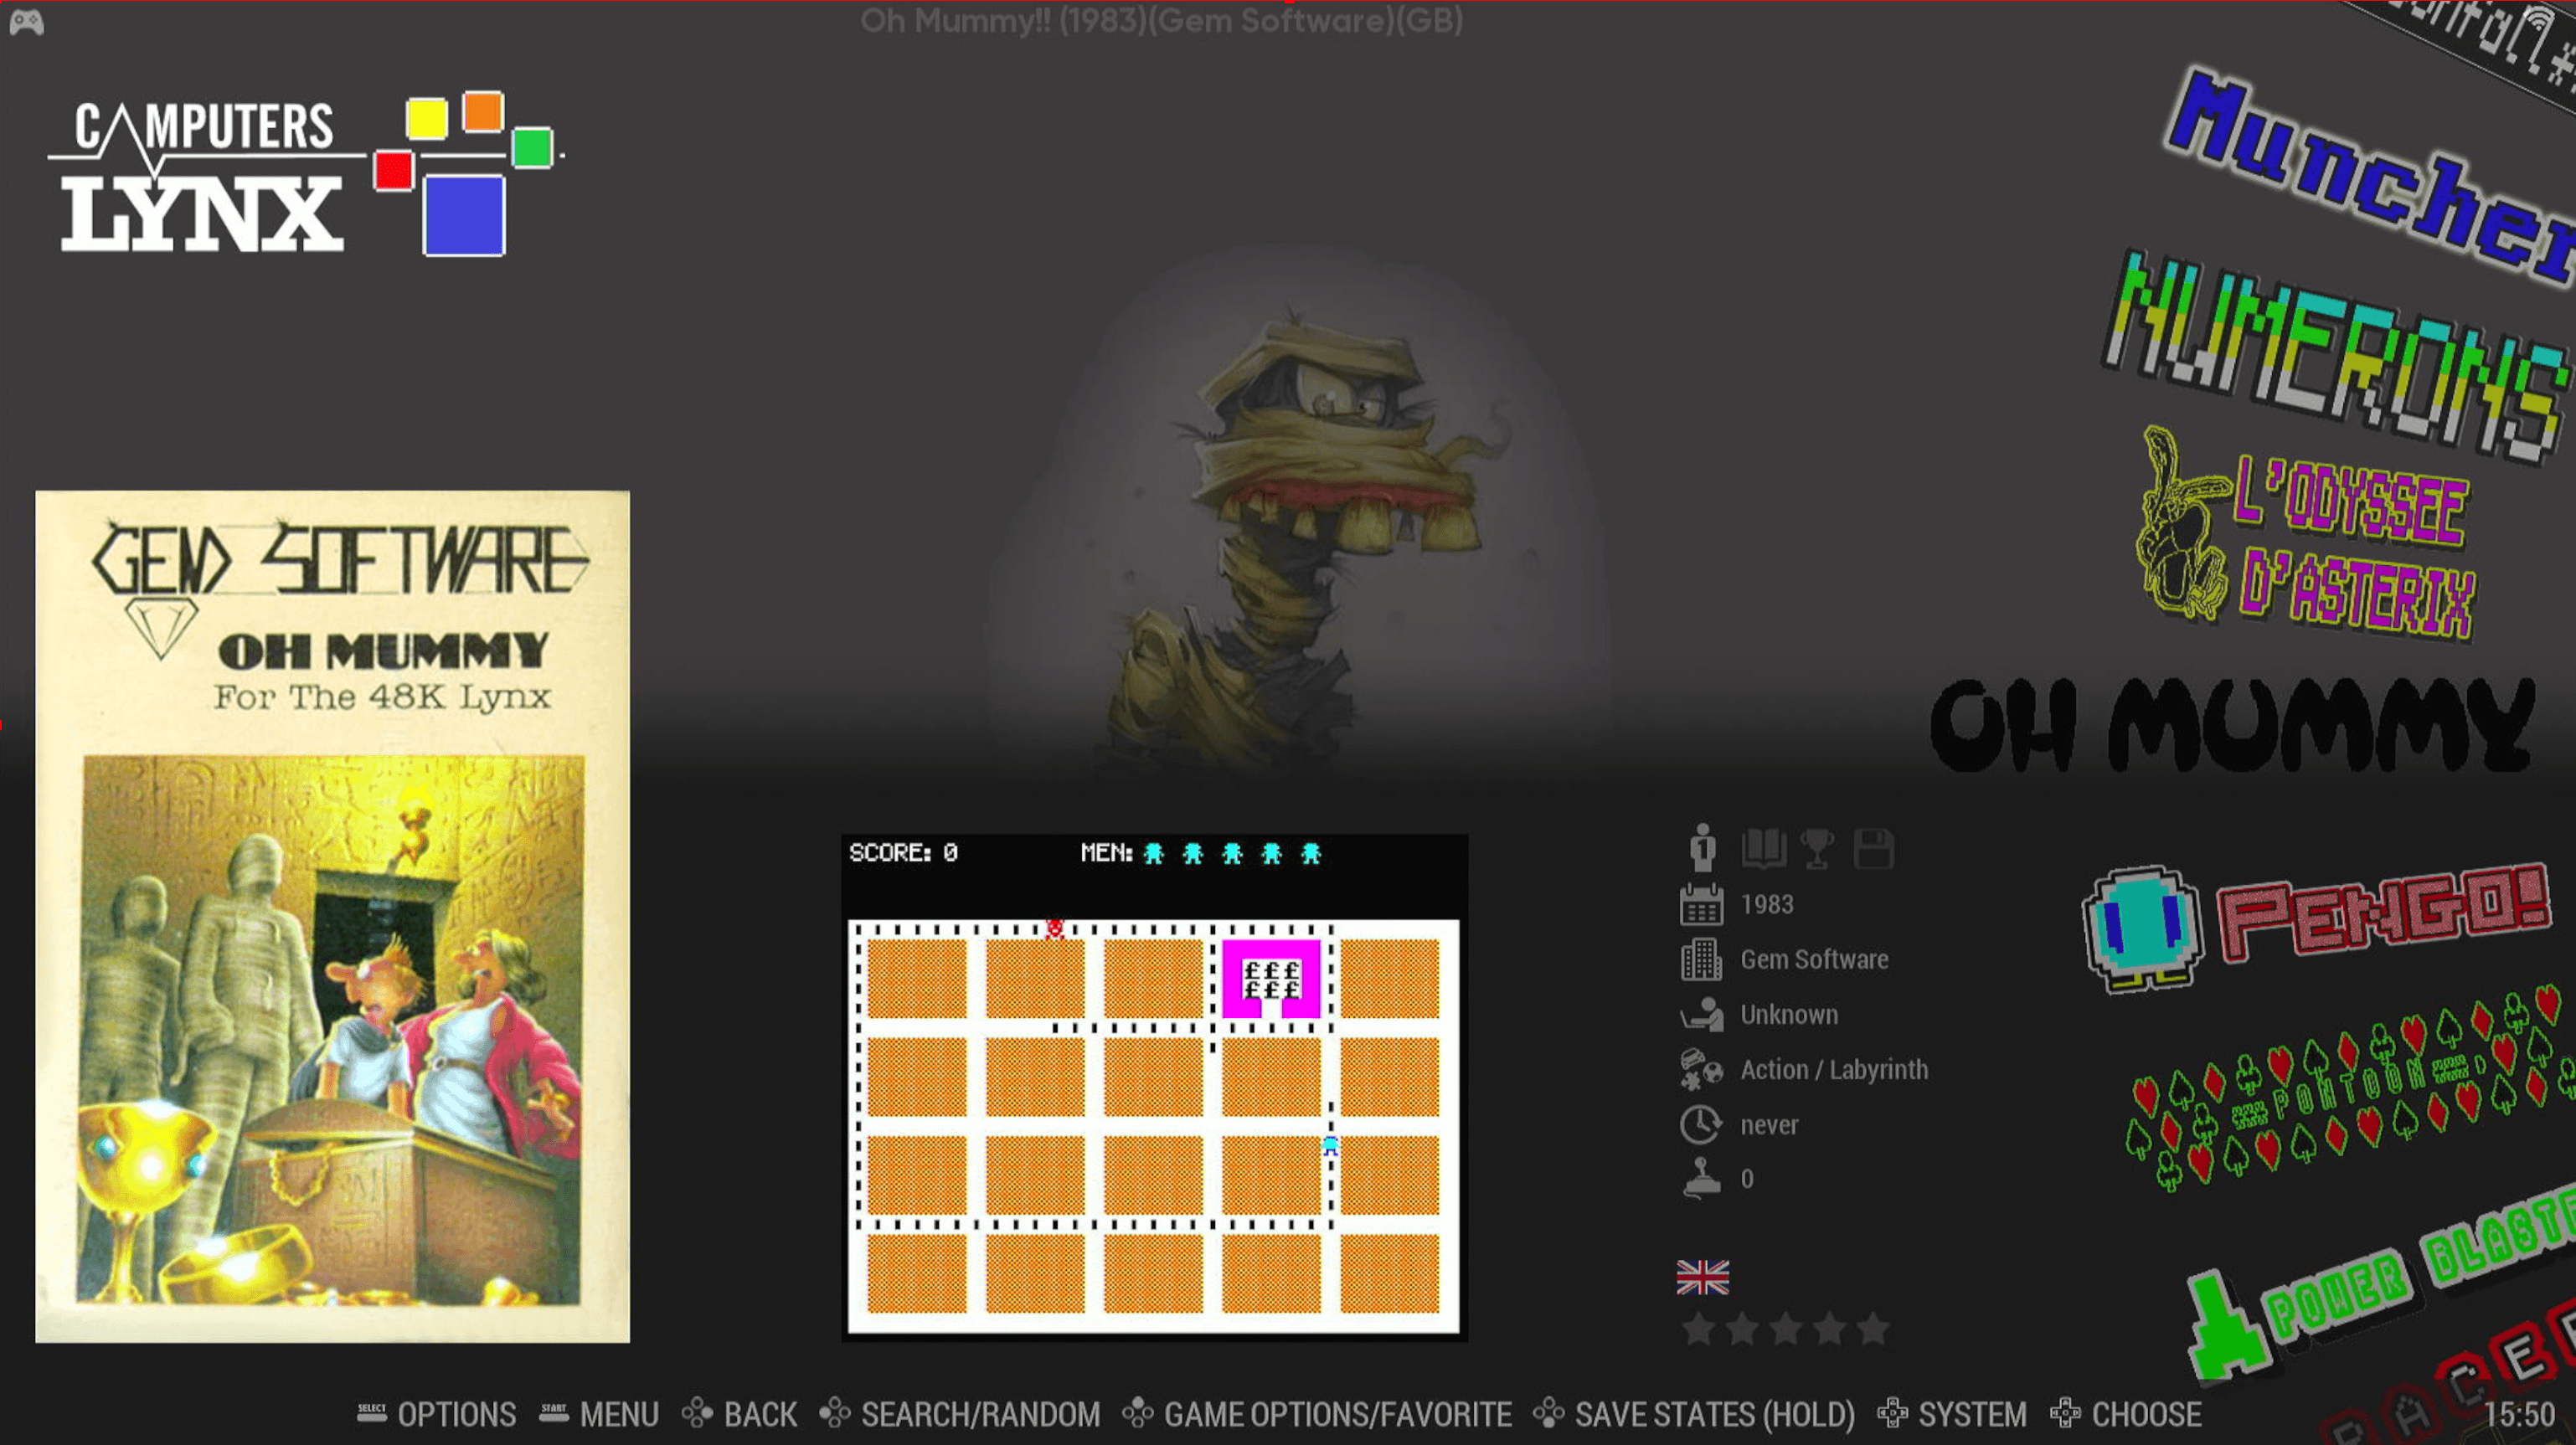 Oh Mummy!! (1983)(Gem Software)(GB)
CAMPUTERS
LYNX
Muncher
NUMERONS
L'ODYSSEE
D'ASTERIX
GEM SOFTWARE
OH MUMMY
For The 48K Lynx
OH MUMMY
SCORE: 0 MEN:
£££
£££
1
1983
Gem Software
Unknown
Action / Labyrinth
never
0
PENGO!
PONTOON
POWER BLASTE
RACER
SELECT OPTIONS START MENU BACK SEARCH/RANDOM GAME OPTIONS/FAVORITE SAVE STATES (HOLD) SYSTEM CHOOSE 15:50